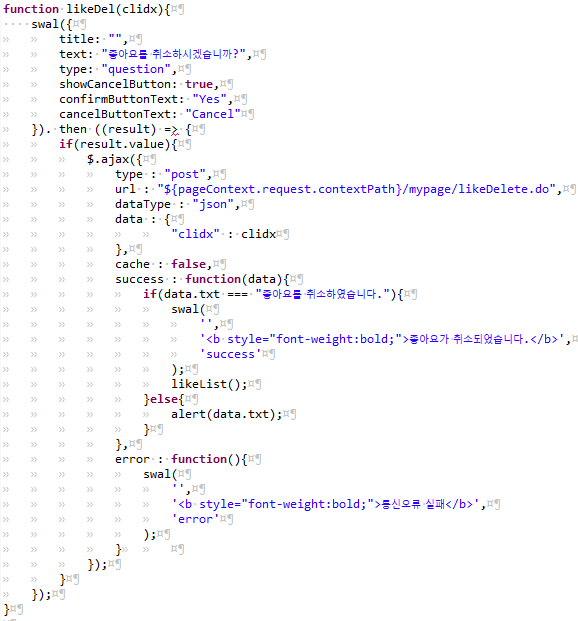 function likeDel(clidx){
    swal({
        title: "",
        text: "좋아요를 취소하시겠습니까?",
        type: "question",
        showCancelButton: true,
        confirmButtonText: "Yes",
        cancelButtonText: "Cancel"
    }). then ((result) => {
        if(result.value){
            $.ajax({
                type : "post",
                url : "${pageContext.request.contextPath}/mypage/likeDelete.do",
                dataType : "json",
                data : {
                        "clidx" : clidx
                },
                cache : false,
                success : function(data){
                    if(data.txt === "좋아요를 취소하였습니다."){
                        swal(
                            '',
                            '<b style="font-weight:bold;">좋아요가 취소되었습니다.</b>',
                            'success'
                        );
                        likeList();
                    }else{
                        alert(data.txt);
                    }
                },
                error : function(){
                    swal(
                        '',
                        '<b style="font-weight:bold;">통신오류 실패</b>',
                        'error'
                    );
                }
            });
        }
    });
}